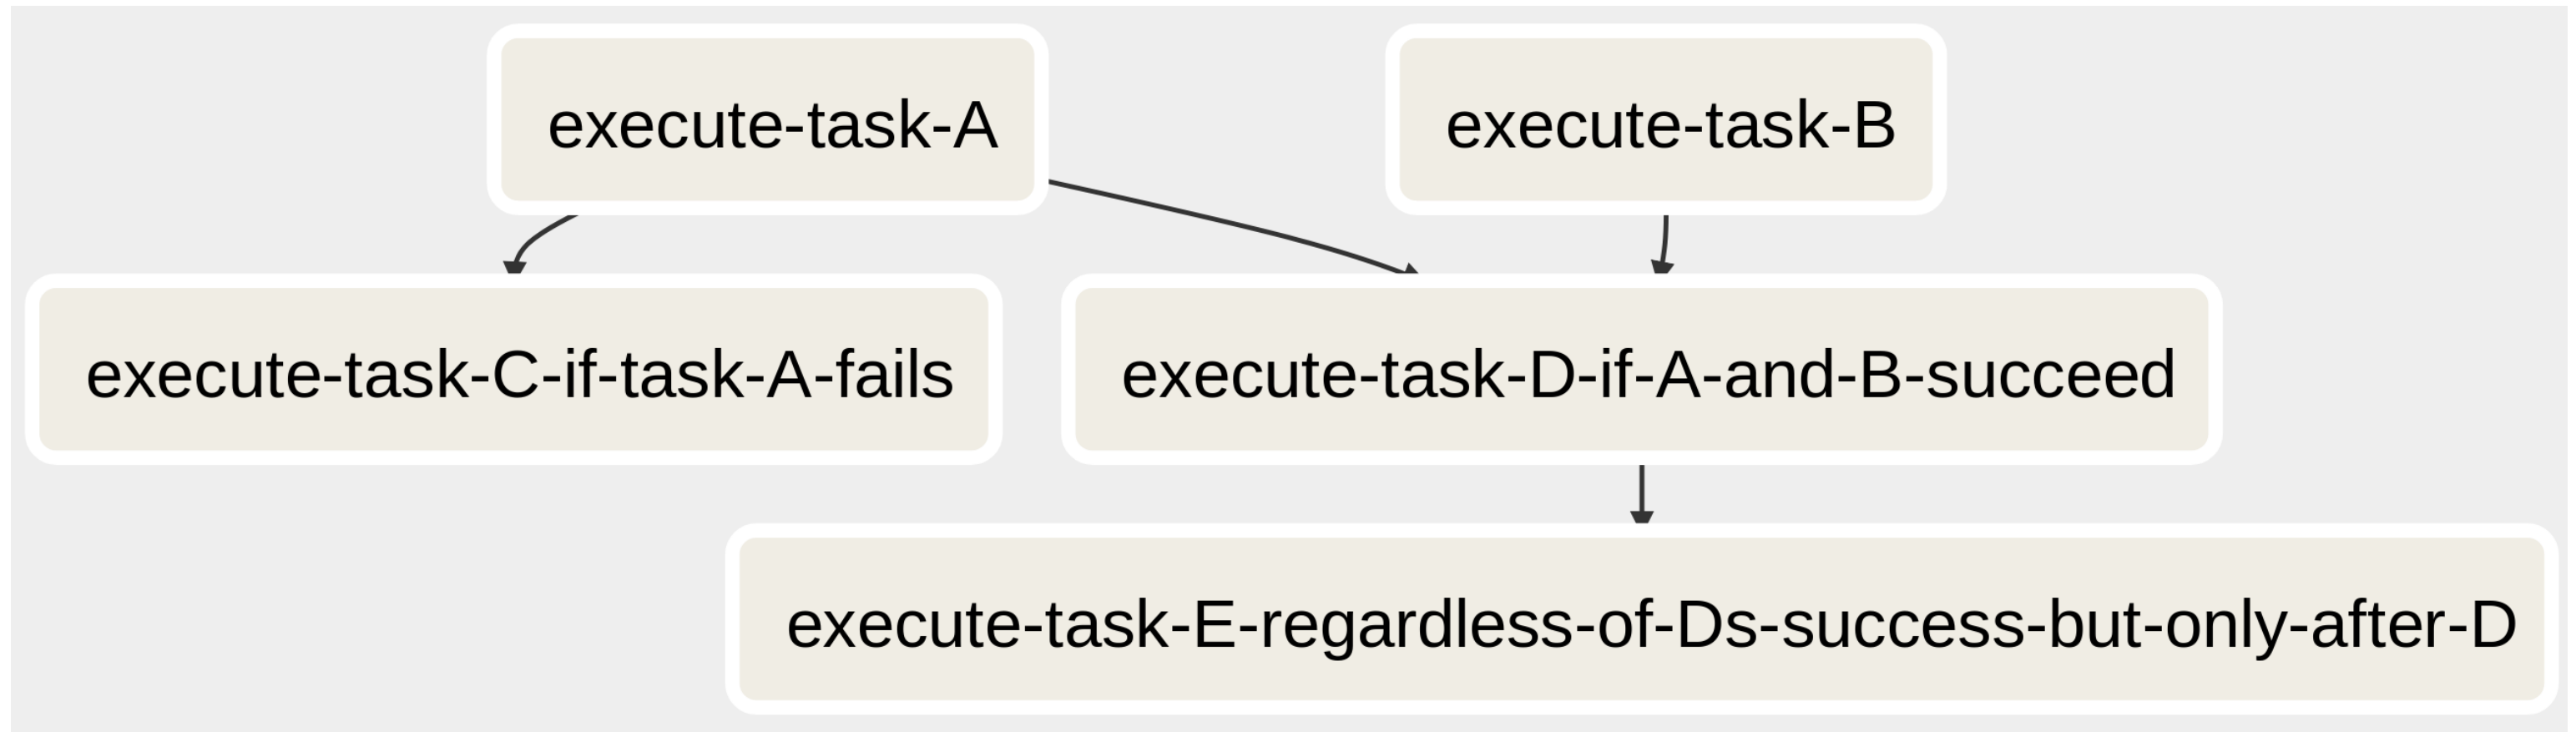 execute-task-A
execute-task-B
execute-task-C-if-task-A-fails
execute-task-D-if-A-and-B-succeed
execute-task-E-regardless-of-Ds-success-but-only-after-D